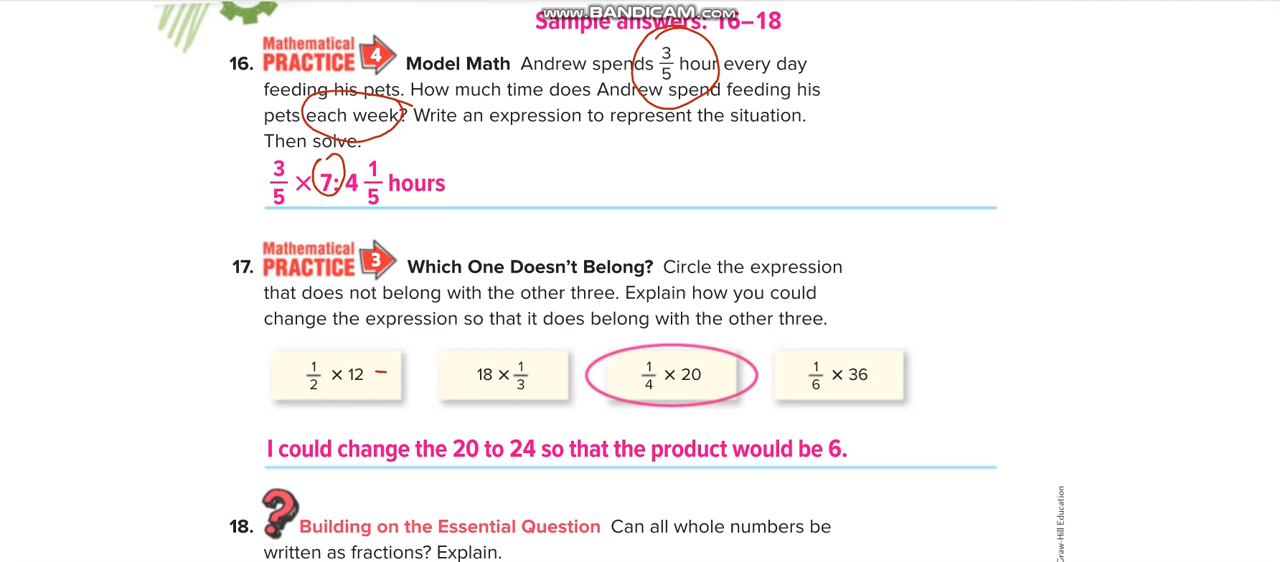 www.BANDICAM.com
Sample answers: 16–18
16. Mathematical PRACTICE 4 Model Math Andrew spends 3/5 hour every day
feeding his pets. How much time does Andrew spend feeding his
pets each week? Write an expression to represent the situation.
Then solve.
3/5 × 7; 4 1/5 hours
17. Mathematical PRACTICE 3 Which One Doesn't Belong? Circle the expression
that does not belong with the other three. Explain how you could
change the expression so that it does belong with the other three.
1/2 × 12 – 18 × 1/3 1/4 × 20 1/6 × 36
I could change the 20 to 24 so that the product would be 6.
18. ? Building on the Essential Question Can all whole numbers be
written as fractions? Explain.
raw-Hill Education